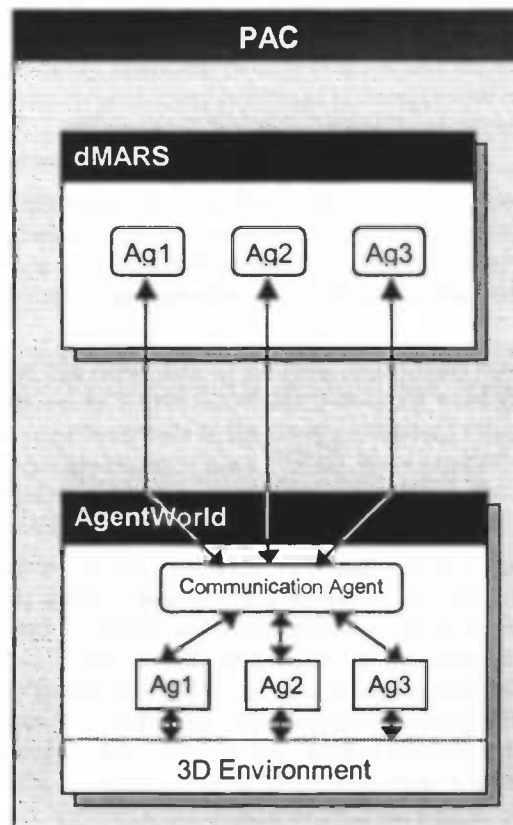 PAC
dMARS
Ag1 Ag2 Ag3
AgentWorld
Communication Agent
Ag1 Ag2 Ag3
3D Environment